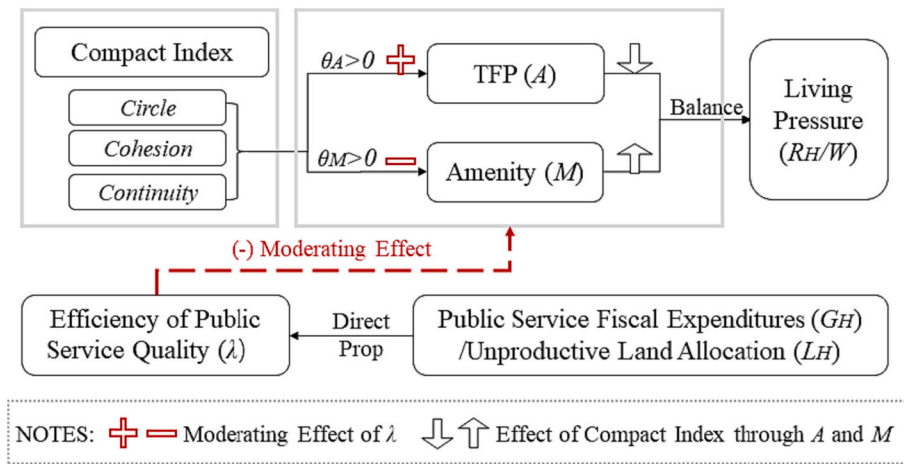 Compact Index
Circle
Cohesion
Continuity
θA>0
TFP (A)
θM>0
Amenity (M)
Balance
Living
Pressure
(RH/W)
(-) Moderating Effect
Efficiency of Public
Service Quality (λ)
Direct
Prop
Public Service Fiscal Expenditures (GH)
/Unproductive Land Allocation (LH)
NOTES: Moderating Effect of λ Effect of Compact Index through A and M